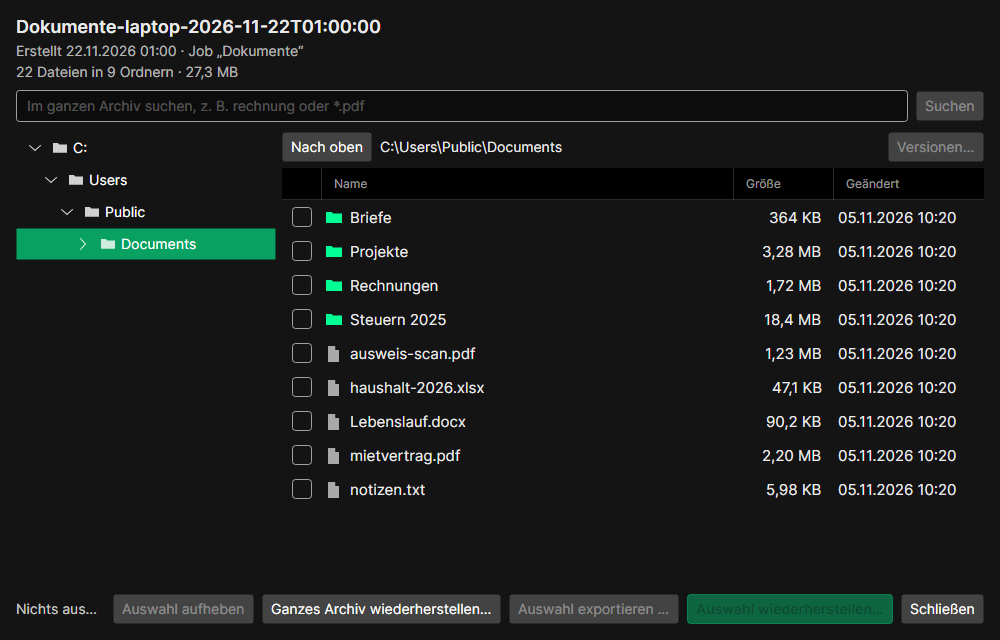 Dokumente-laptop-2026-11-22T01:00:00
Erstellt 22.11.2026 01:00 · Job „Dokumente“
22 Dateien in 9 Ordnern · 27,3 MB
Im ganzen Archiv suchen, z. B. rechnung oder *.pdf
Suchen
C:
Users
Public
Documents
Nach oben C:\Users\Public\Documents Versionen...
Name Größe Geändert
Briefe 364 KB 05.11.2026 10:20
Projekte 3,28 MB 05.11.2026 10:20
Rechnungen 1,72 MB 05.11.2026 10:20
Steuern 2025 18,4 MB 05.11.2026 10:20
ausweis-scan.pdf 1,23 MB 05.11.2026 10:20
haushalt-2026.xlsx 47,1 KB 05.11.2026 10:20
Lebenslauf.docx 90,2 KB 05.11.2026 10:20
mietvertrag.pdf 2,20 MB 05.11.2026 10:20
notizen.txt 5,98 KB 05.11.2026 10:20
Nichts aus... Auswahl aufheben Ganzes Archiv wiederherstellen... Auswahl exportieren ... Auswahl wiederherstellen... Schließen